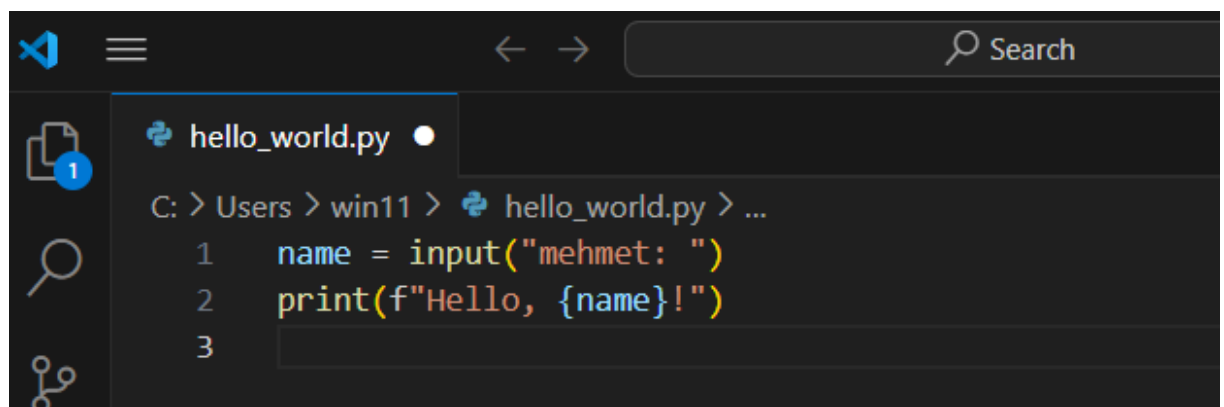 Search
hello_world.py
1
C: > Users > win11 > hello_world.py > ...
1 name = input("mehmet: ")
2 print(f"Hello, {name}!")
3